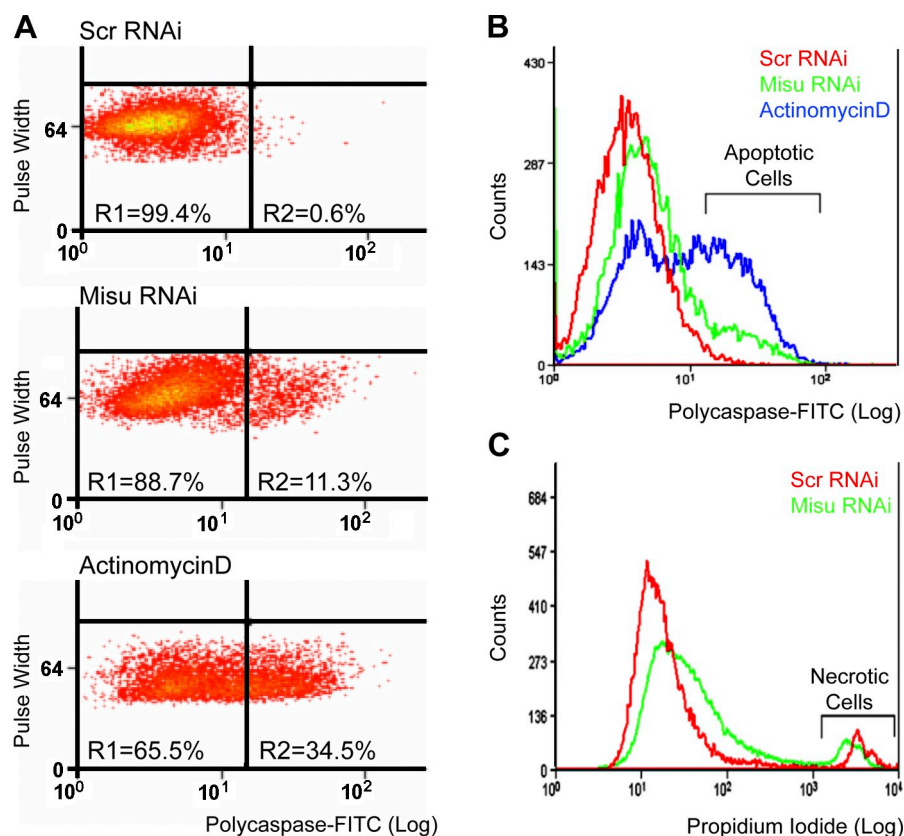 A
Scr RNAi
Pulse Width
64
R1=99.4%
R2=0.6%
0
10⁰
10¹
10²
Misu RNAi
Pulse Width
64
R1=88.7%
R2=11.3%
0
10⁰
10¹
10²
ActinomycinD
Pulse Width
64
R1=65.5%
R2=34.5%
0
10⁰
10¹
10²
Polycaspase-FITC (Log)
B
Scr RNAi
Misu RNAi
ActinomycinD
Apoptotic
Cells
Counts
430
287
143
0
10⁰
10¹
10²
Polycaspase-FITC (Log)
C
Scr RNAi
Misu RNAi
Necrotic
Cells
Counts
684
547
410
273
136
0
10⁰
10¹
10²
10³
10⁴
Propidium Iodide (Log)